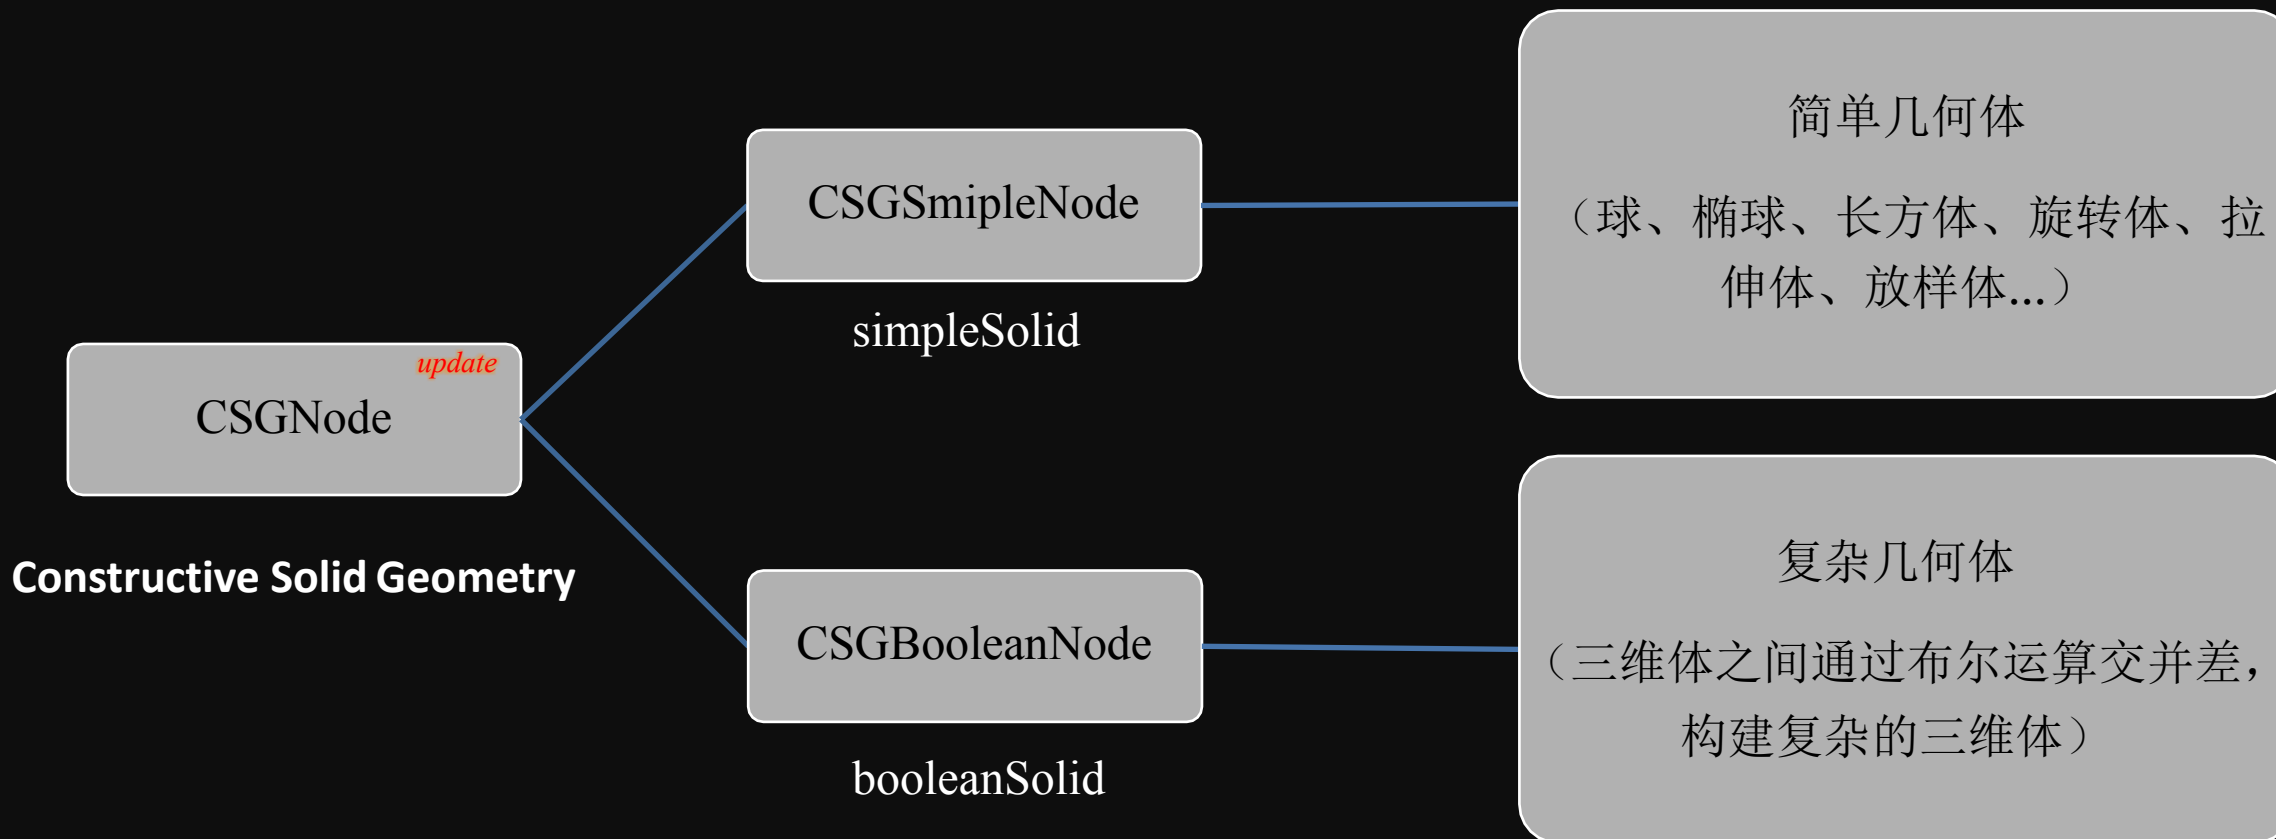 update
CSGNode
Constructive Solid Geometry
CSGSmipleNode
simpleSolid
CSGBooleanNode
booleanSolid
简单几何体
（球、椭球、长方体、旋转体、拉
伸体、放样体...）
复杂几何体
（三维体之间通过布尔运算交并差，
构建复杂的三维体）